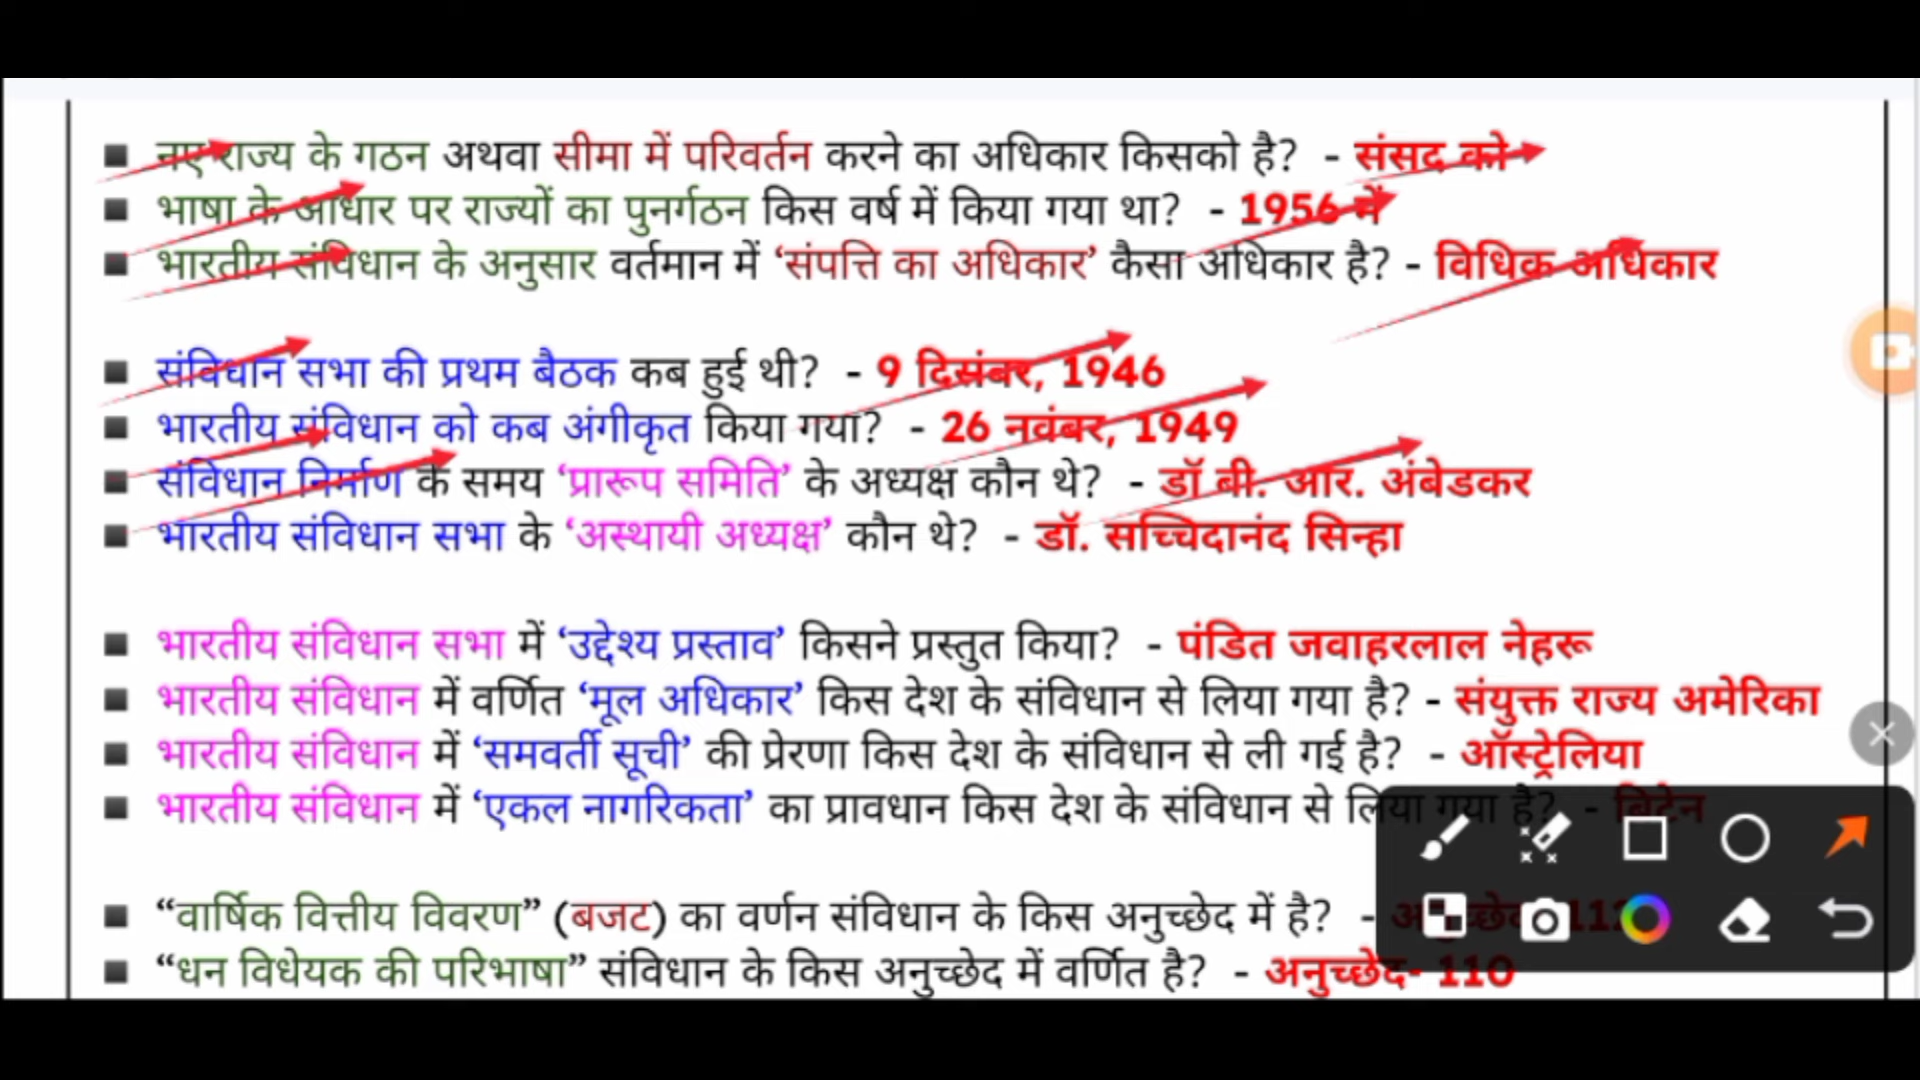 नए राज्य के गठन अथवा सीमा में परिवर्तन करने का अधिकार किसको है? - संसद को
भाषा के आधार पर राज्यों का पुनर्गठन किस वर्ष में किया गया था? - 1956 में
भारतीय संविधान के अनुसार वर्तमान में ‘संपत्ति का अधिकार’ कैसा अधिकार है? - विधिक अधिकार
संविधान सभा की प्रथम बैठक कब हुई थी? - 9 दिसंबर, 1946
भारतीय संविधान को कब अंगीकृत किया गया? - 26 नवंबर, 1949
संविधान निर्माण के समय ‘प्रारूप समिति’ के अध्यक्ष कौन थे? - डॉ बी. आर. अंबेडकर
भारतीय संविधान सभा के ‘अस्थायी अध्यक्ष’ कौन थे? - डॉ. सच्चिदानंद सिन्हा
भारतीय संविधान सभा में ‘उद्देश्य प्रस्ताव’ किसने प्रस्तुत किया? - पंडित जवाहरलाल नेहरू
भारतीय संविधान में वर्णित ‘मूल अधिकार’ किस देश के संविधान से लिया गया है? - संयुक्त राज्य अमेरिका
भारतीय संविधान में ‘समवर्ती सूची’ की प्रेरणा किस देश के संविधान से ली गई है? - ऑस्ट्रेलिया
भारतीय संविधान में ‘एकल नागरिकता’ का प्रावधान किस देश के संविधान से लिया गया है? - ब्रिटेन
“वार्षिक वित्तीय विवरण” (बजट) का वर्णन संविधान के किस अनुच्छेद में है? -
“धन विधेयक की परिभाषा” संविधान के किस अनुच्छेद में वर्णित है? - अनुच्छेद- 110